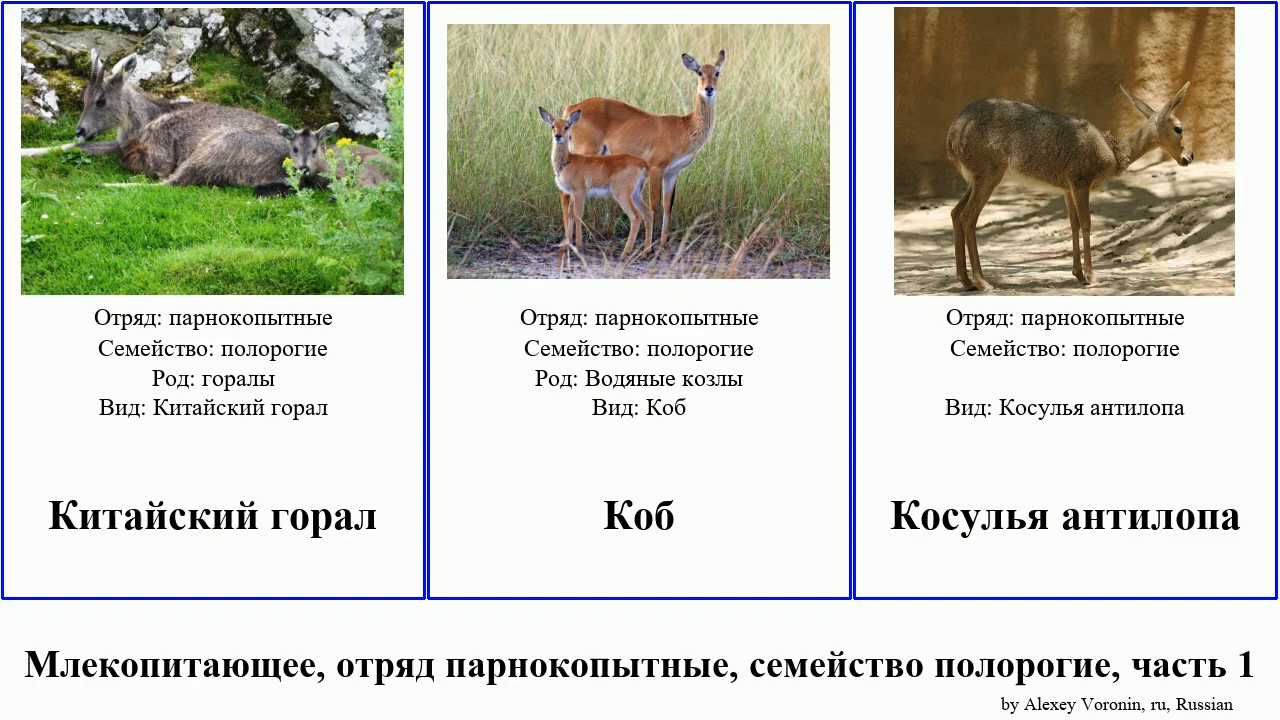 Отряд: парнокопытные
Семейство: полорогие
Род: горалы
Вид: Китайский горал
Китайский горал
Отряд: парнокопытные
Семейство: полорогие
Род: Водяные козлы
Вид: Коб
Коб
Отряд: парнокопытные
Семейство: полорогие
Вид: Косулья антилопа
Косулья антилопа
Млекопитающее, отряд парнокопытные, семейство полорогие, часть 1
by Alexey Voronin, ru, Russian